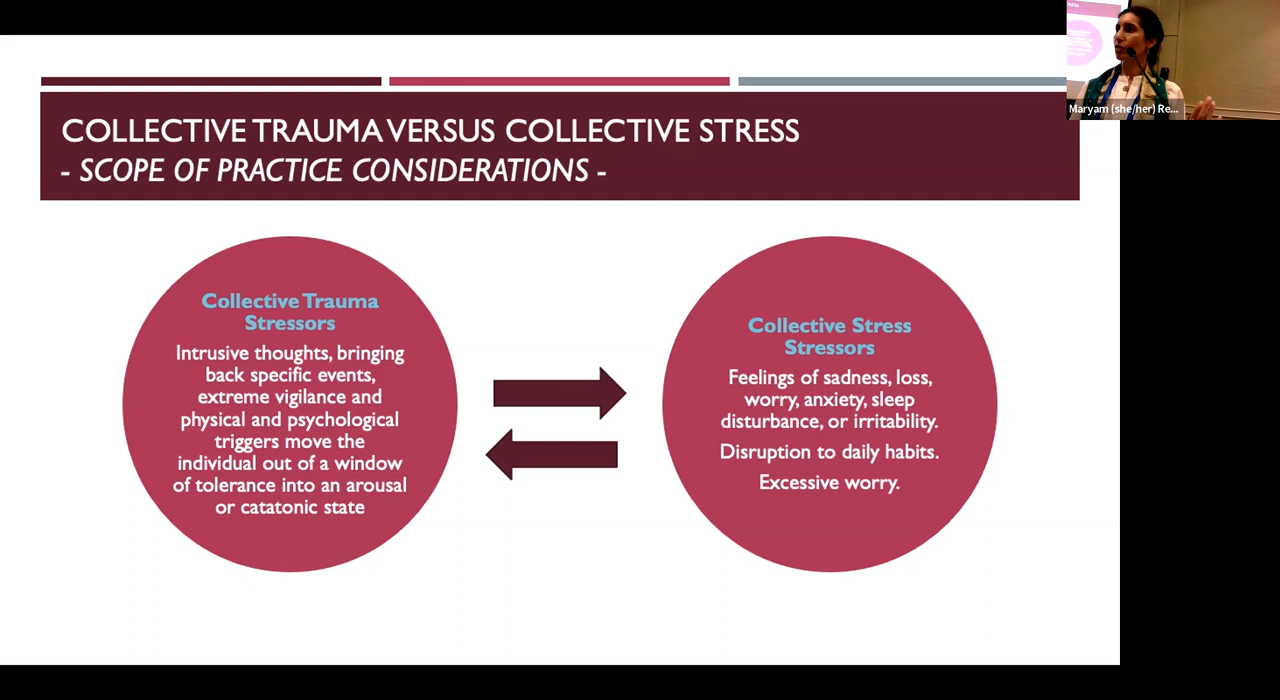 COLLECTIVE TRAUMA VERSUS COLLECTIVE STRESS
- SCOPE OF PRACTICE CONSIDERATIONS -
Collective Trauma
Stressors
Intrusive thoughts, bringing
back specific events,
extreme vigilance and
physical and psychological
triggers move the
individual out of a window
of tolerance into an arousal
or catatonic state
Collective Stress
Stressors
Feelings of sadness, loss,
worry, anxiety, sleep
disturbance, or irritability.
Disruption to daily habits.
Excessive worry.
Maryam (she/her) Re...